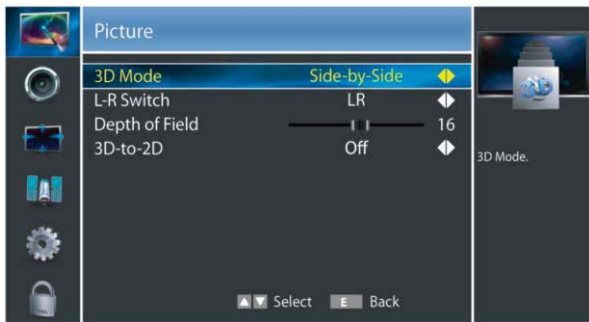 Picture
3D Mode Side-by-Side
L-R Switch LR
Depth of Field 16
3D-to-2D Off
Select E Back
3D
3D Mode.